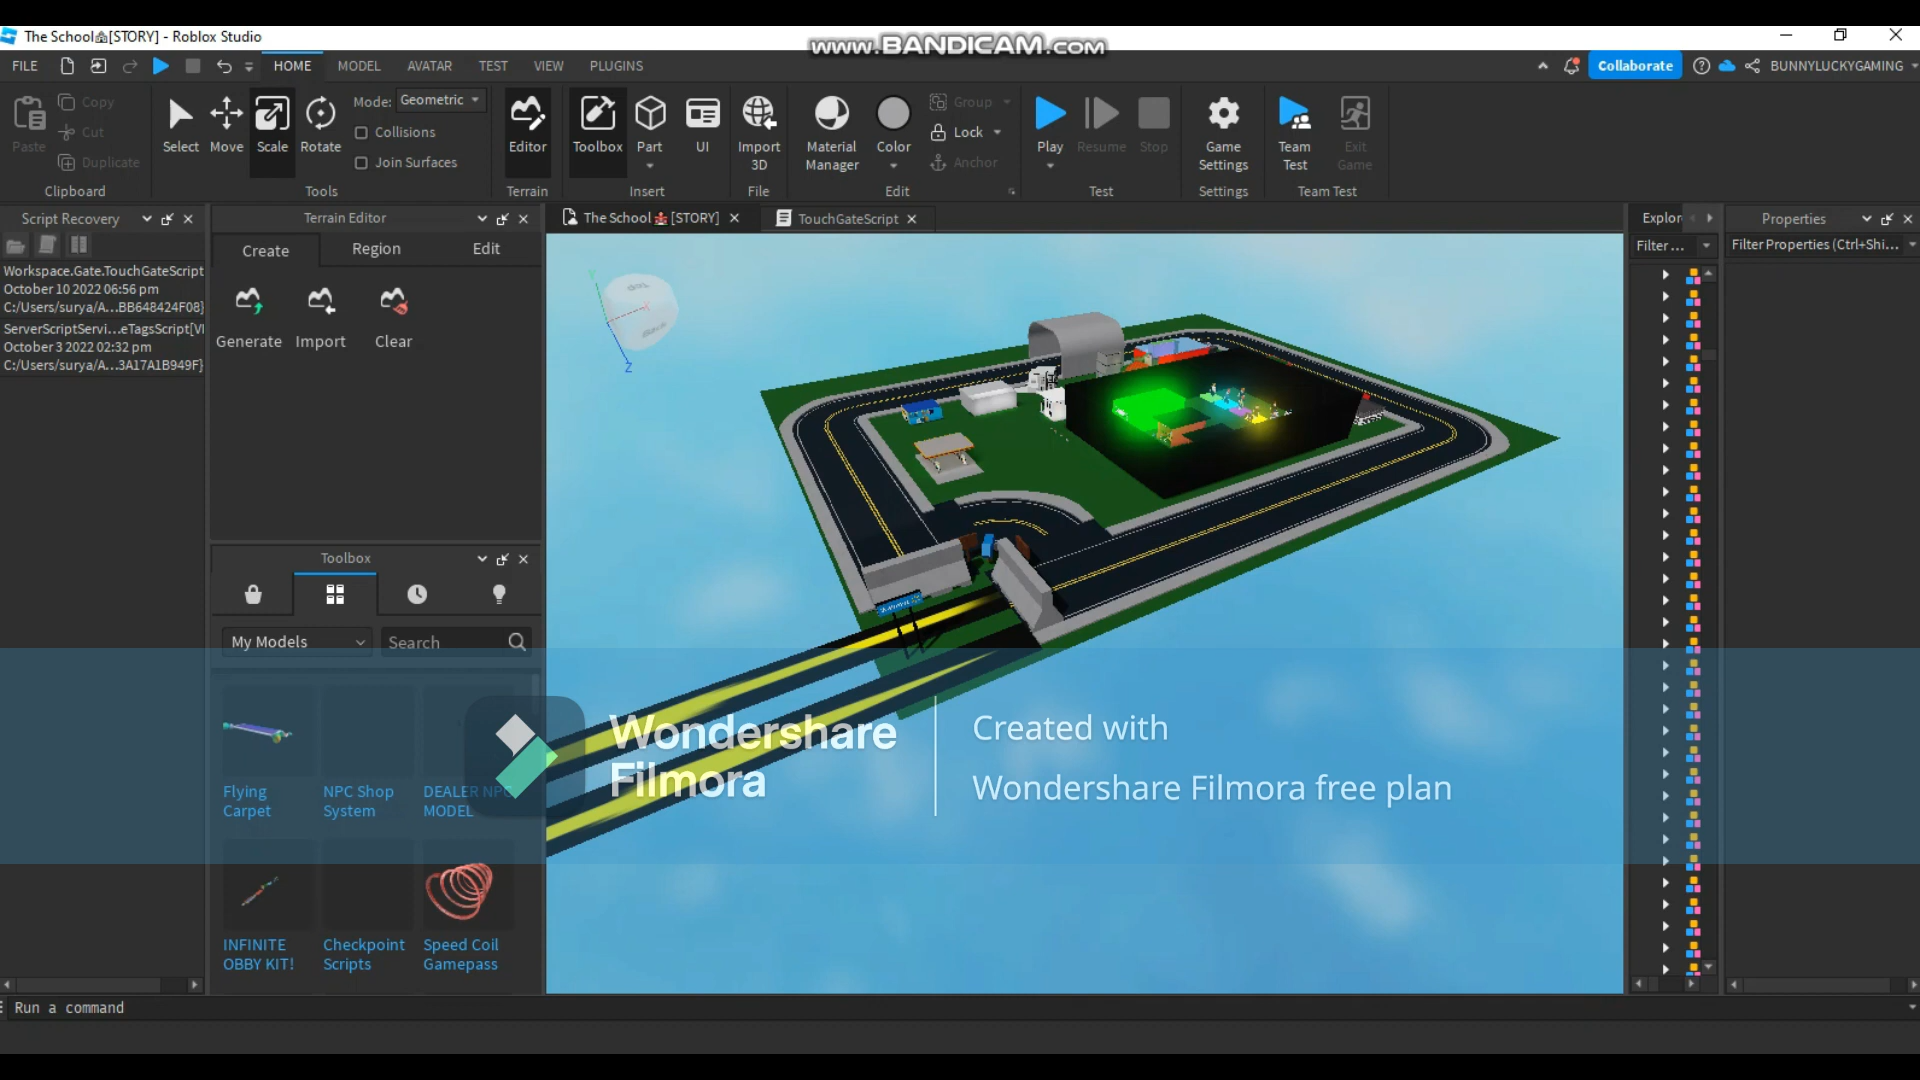 The School[STORY] - Roblox Studio
www.BANDICAM.com
FILE
HOME
MODEL
AVATAR
TEST
VIEW
PLUGINS
Collaborate
BUNNYLUCKYGAMING
Paste
Copy
Cut
Duplicate
Clipboard
Select
Move
Scale
Rotate
Mode: Geometric
Collisions
Join Surfaces
Tools
Editor
Terrain
Toolbox
Part
UI
Insert
Import
3D
File
Material
Manager
Color
Group
Lock
Anchor
Edit
Play
Resume
Stop
Test
Game
Settings
Settings
Team
Test
Exit
Game
Team Test
Script Recovery
Workspace.Gate.TouchGateScript
October 10 2022 06:56 pm
C:/Users/surya/A...BB648424F08}
ServerScriptServi...eTagsScript[VI
October 3 2022 02:32 pm
C:/Users/surya/A...3A17A1B949F}
Terrain Editor
Create
Region
Edit
Generate
Import
Clear
Toolbox
My Models
Search
Flying
Carpet
NPC Shop
System
DEALER NPC
MODEL
INFINITE
OBBY KIT!
Checkpoint
Scripts
Speed Coil
Gamepass
The School [STORY]
TouchGateScript
Y
X
Z
Wondershare
Filmora
Created with
Wondershare Filmora free plan
Explor
Filter ...
Properties
Filter Properties (Ctrl+Shi...
Run a command